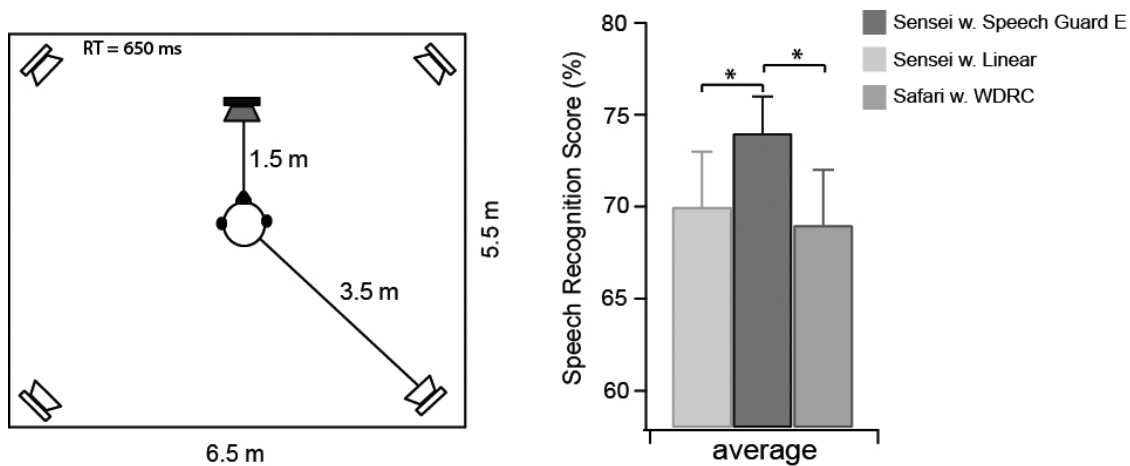 RT = 650 ms
1.5 m
3.5 m
5.5 m
6.5 m
Speech Recognition Score (%)
80
75
70
65
60
* *
average
Sensei w. Speech Guard E
Sensei w. Linear
Safari w. WDRC